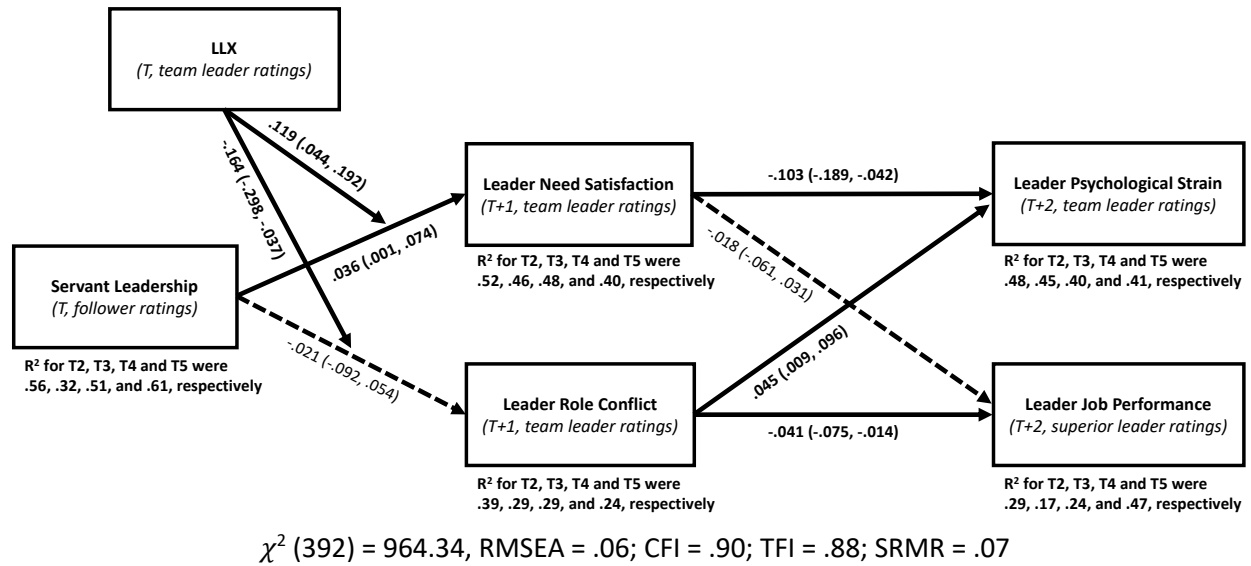 LLX
(T, team leader ratings)
.119 (.044, .192)
-.164 (-.298, -.037)
Leader Need Satisfaction
(T+1, team leader ratings)
R² for T2, T3, T4 and T5 were
.52, .46, .48, and .40, respectively
-.103 (-.189, -.042)
Leader Psychological Strain
(T+2, team leader ratings)
R² for T2, T3, T4 and T5 were
.48, .45, .40, and .41, respectively
.036 (.001, .074)
-.018 (-.061, .031)
Servant Leadership
(T, follower ratings)
R² for T2, T3, T4 and T5 were
.56, .32, .51, and .61, respectively
-.021 (-.092, .054)
.045 (.009, .096)
Leader Role Conflict
(T+1, team leader ratings)
R² for T2, T3, T4 and T5 were
.39, .29, .29, and .24, respectively
-.041 (-.075, -.014)
Leader Job Performance
(T+2, superior leader ratings)
R² for T2, T3, T4 and T5 were
.29, .17, .24, and .47, respectively
χ² (392) = 964.34, RMSEA = .06; CFI = .90; TFI = .88; SRMR = .07